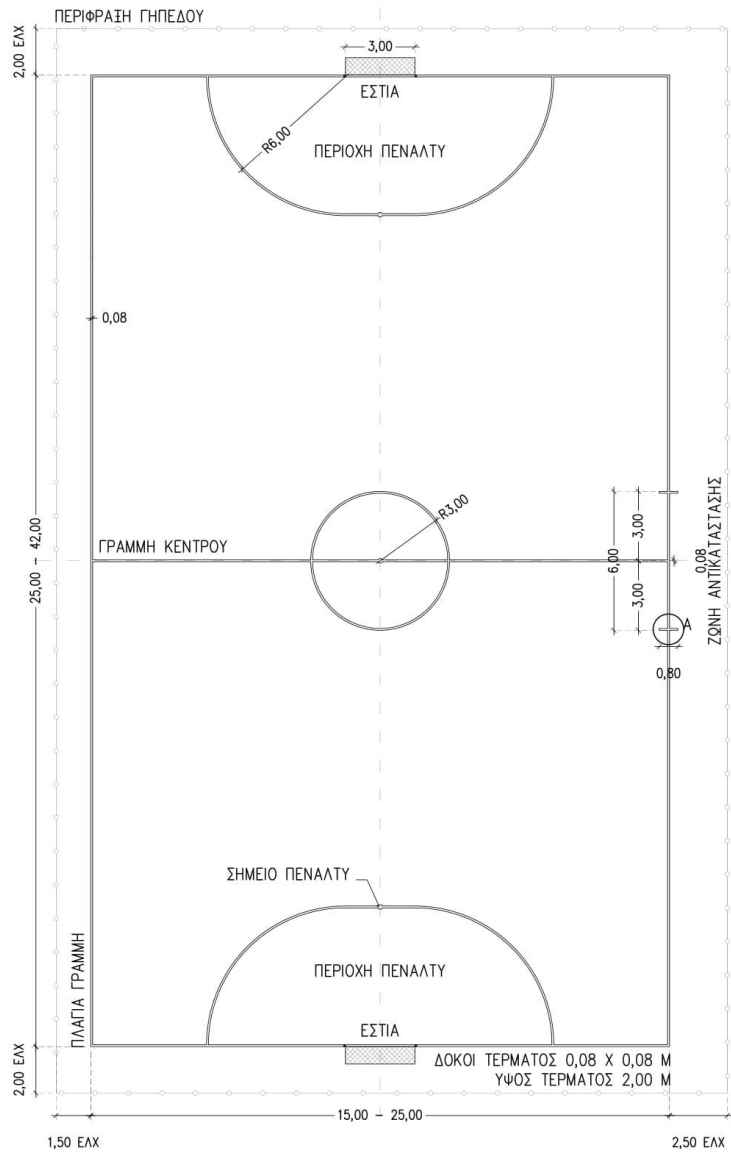 ΠΕΡΙΦΡΑΞΗ ΓΗΠΕΔΟΥ
2,00 ΕΛΧ
3,00
ΕΣΤΙΑ
R6,00
ΠΕΡΙΟΧΗ ΠΕΝΑΛΤΥ
0,08
R3,00
ΓΡΑΜΜΗ ΚΕΝΤΡΟΥ
25,00 - 42,00
6,00
3,00
3,00
0,08
ΖΩΝΗ ΑΝΤΙΚΑΤΑΣΤΑΣΗΣ
A
0,80
ΣΗΜΕΙΟ ΠΕΝΑΛΤΥ
ΠΛΑΓΙΑ ΓΡΑΜΜΗ
ΠΕΡΙΟΧΗ ΠΕΝΑΛΤΥ
ΕΣΤΙΑ
ΔΟΚΟΙ ΤΕΡΜΑΤΟΣ 0,08 X 0,08 M
ΥΨΟΣ ΤΕΡΜΑΤΟΣ 2,00 M
2,00 ΕΛΧ
15,00 - 25,00
1,50 ΕΛΧ
2,50 ΕΛΧ